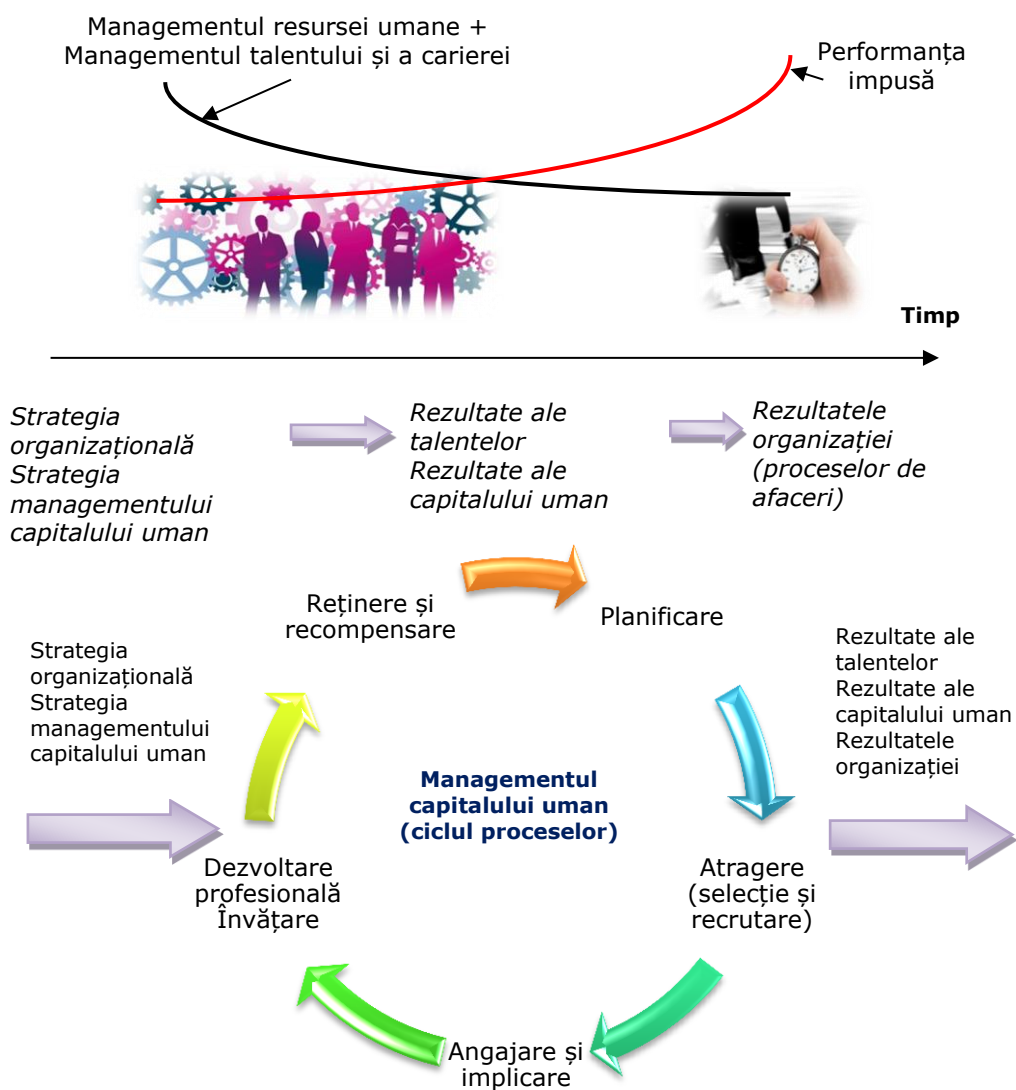 Managementul resursei umane +
Managementul talentului și a carierei
Performanța
impusă
Timp
Strategia
organizațională
Strategia
managementului
capitalului uman
Rezultate ale
talentelor
Rezultate ale
capitalului uman
Rezultatele
organizației
(proceselor de
afaceri)
Reținere și
recompensare
Planificare
Strategia
organizațională
Strategia
managementului
capitalului uman
Rezultate ale
talentelor
Rezultate ale
capitalului uman
Rezultatele
organizației
Managementul
capitalului uman
(ciclul proceselor)
Dezvoltare
profesională
Învățare
Atragere
(selecție și
recrutare)
Angajare și
implicare